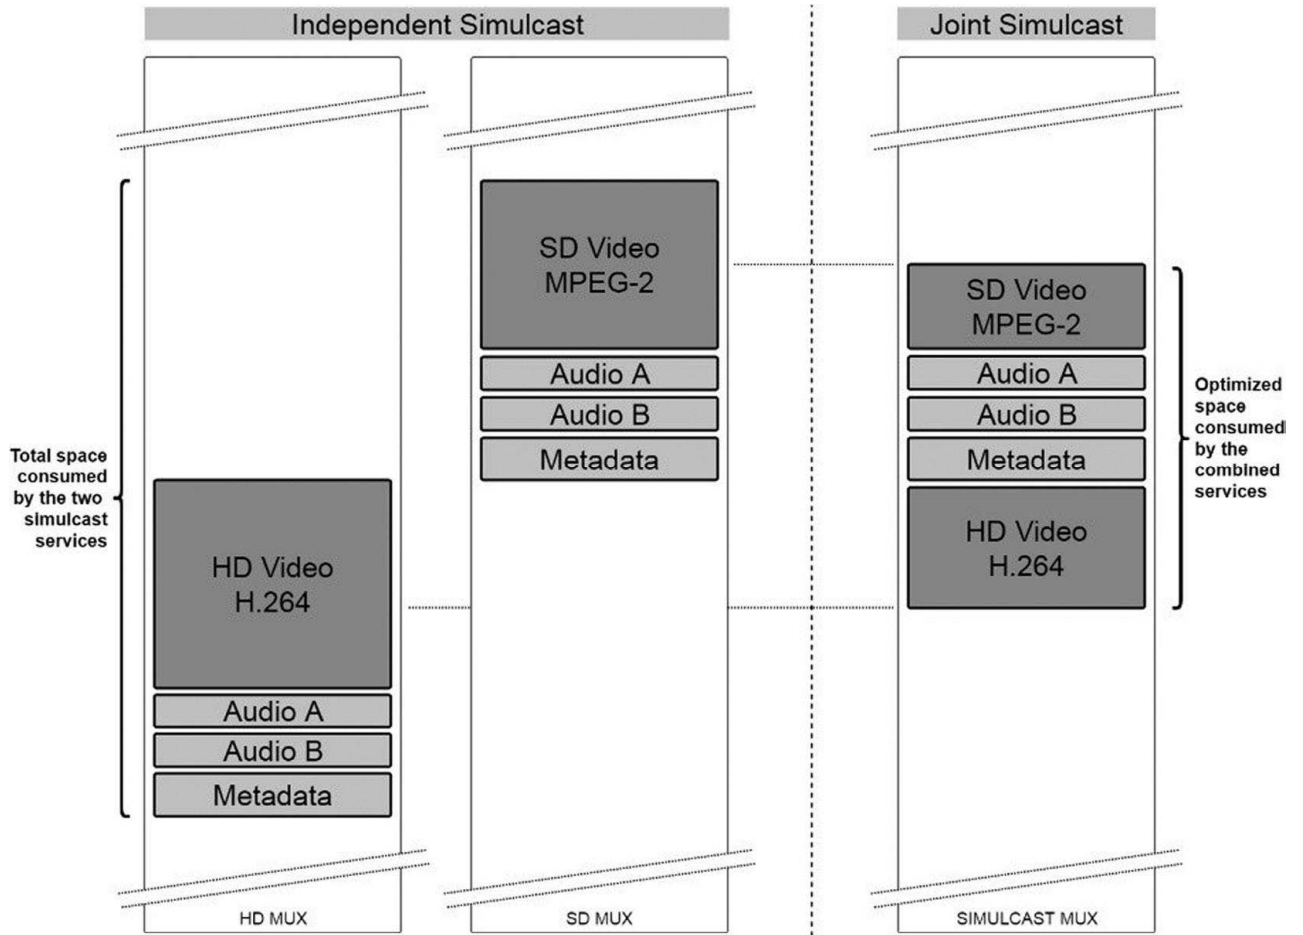 Independent Simulcast
Joint Simulcast
Total space
consumed
by the two
simulcast
services
HD Video
H.264
Audio A
Audio B
Metadata
HD MUX
SD Video
MPEG-2
Audio A
Audio B
Metadata
SD MUX
SD Video
MPEG-2
Audio A
Audio B
Metadata
HD Video
H.264
SIMULCAST MUX
Optimized
space
consumed
by the
combined
services